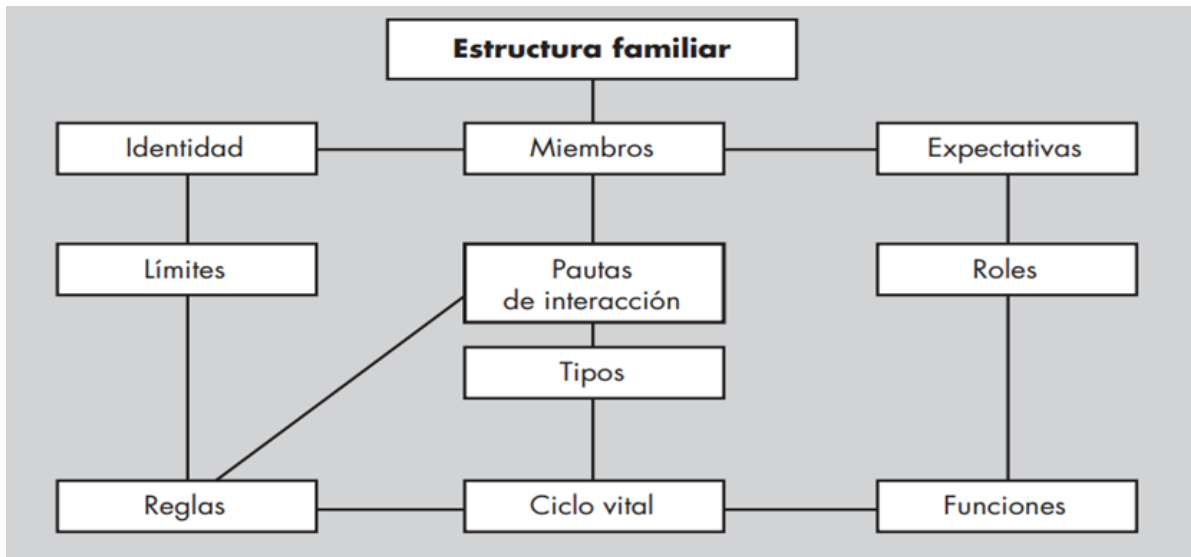 Estructura familiar
Identidad
Miembros
Expectativas
Límites
Pautas
de interacción
Roles
Tipos
Reglas
Ciclo vital
Funciones